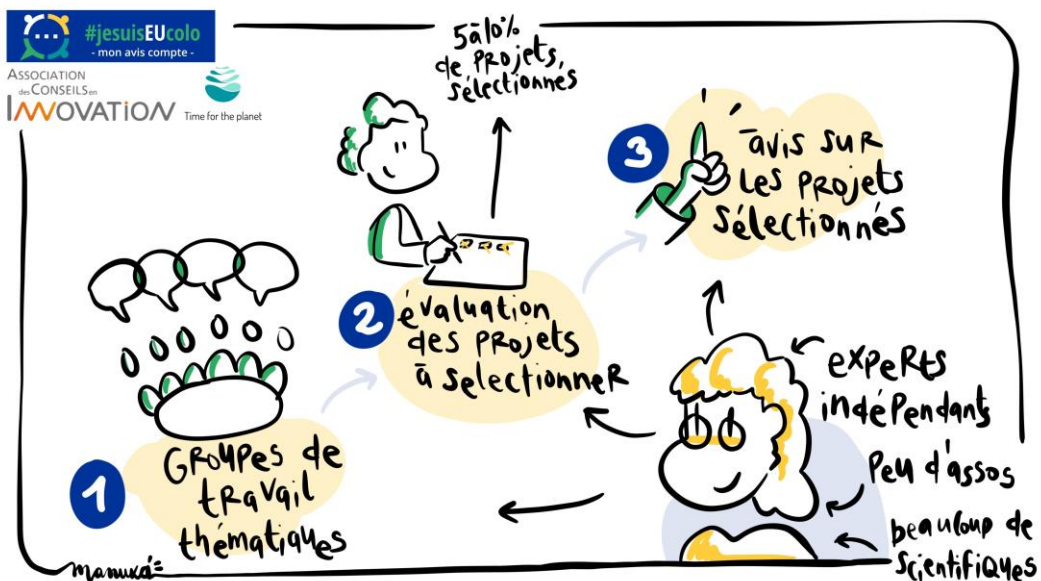 #jesuisEUcolo
- mon avis compte -
ASSOCIATION
des CONSEILS en
INNOVATION
Time for the planet
5 à 10%
de projets
sélectionnés
1
Groupes de
travail
thématiques
2
évaluation
des projets
à selectionner
3
avis sur
les projets
sélectionnés
experts
indépendants
Peu d'assos
beaucoup de
scientifiques
Manuxa